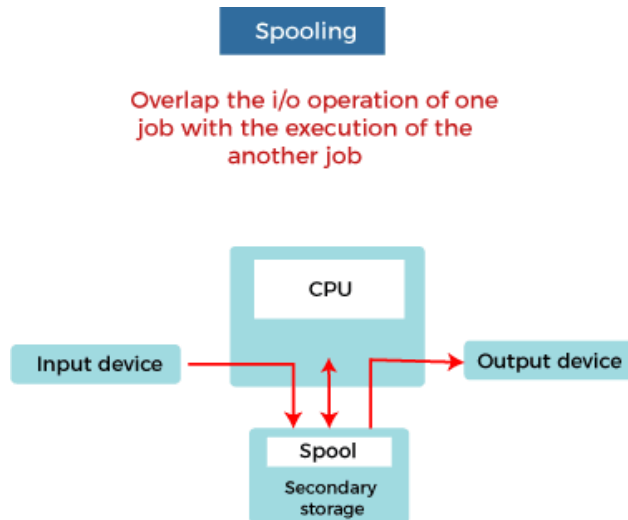 Spooling
Overlap the i/o operation of one
job with the execution of the
another job
CPU
Input device
Output device
Spool
Secondary
storage